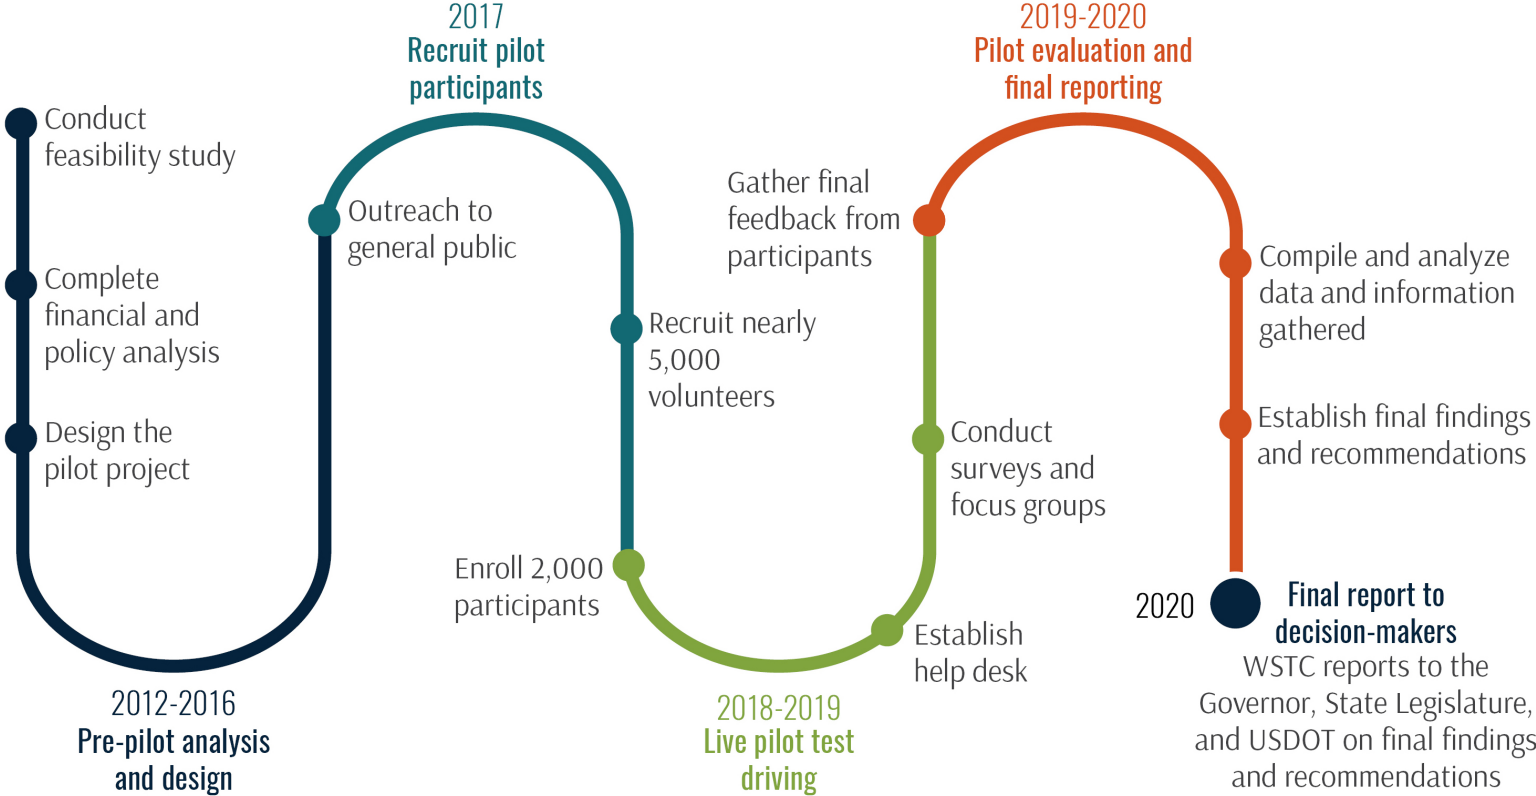 Conduct
feasibility study
Complete
financial and
policy analysis
Design the
pilot project
2012-2016
Pre-pilot analysis
and design
2017
Recruit pilot
participants
Outreach to
general public
Recruit nearly
5,000
volunteers
Enroll 2,000
participants
Establish
help desk
Conduct
surveys and
focus groups
2018-2019
Live pilot test
driving
2019-2020
Pilot evaluation and
final reporting
Gather final
feedback from
participants
Compile and analyze
data and information
gathered
Establish final findings
and recommendations
2020
Final report to
decision-makers
WSTC reports to the
Governor, State Legislature,
and USDOT on final findings
and recommendations